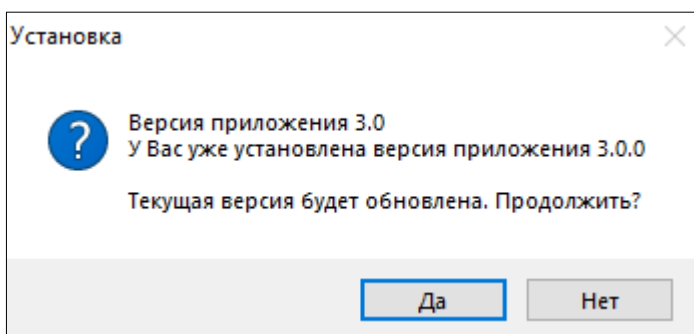 Установка
Версия приложения 3.0
У Вас уже установлена версия приложения 3.0.0
Текущая версия будет обновлена. Продолжить?
Да
Нет